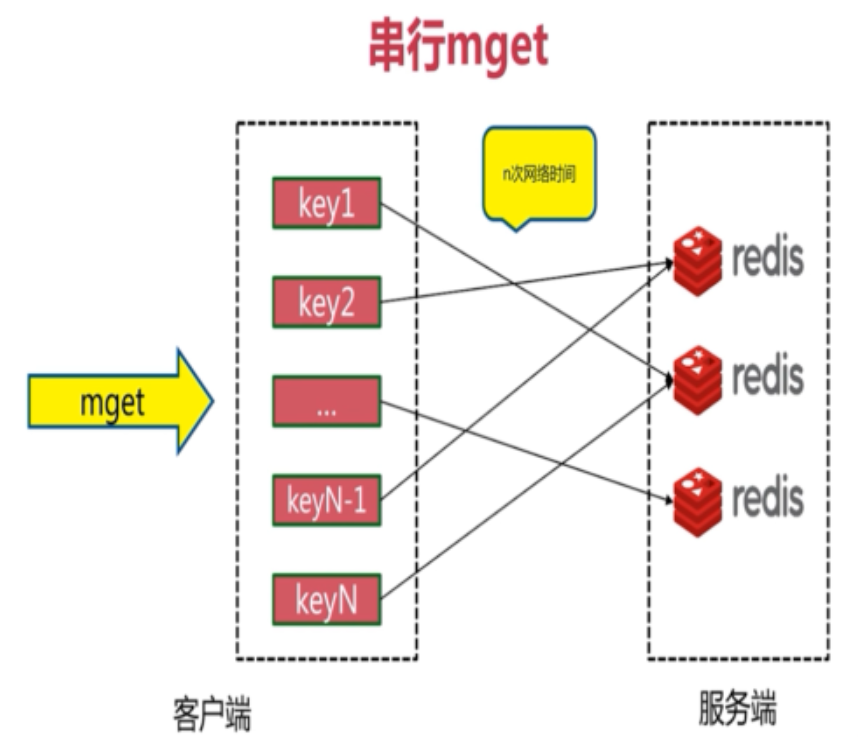 串行mget
n次网络时间
key1
redis
key2
redis
mget
...
keyN-1
redis
keyN
客户端
服务端